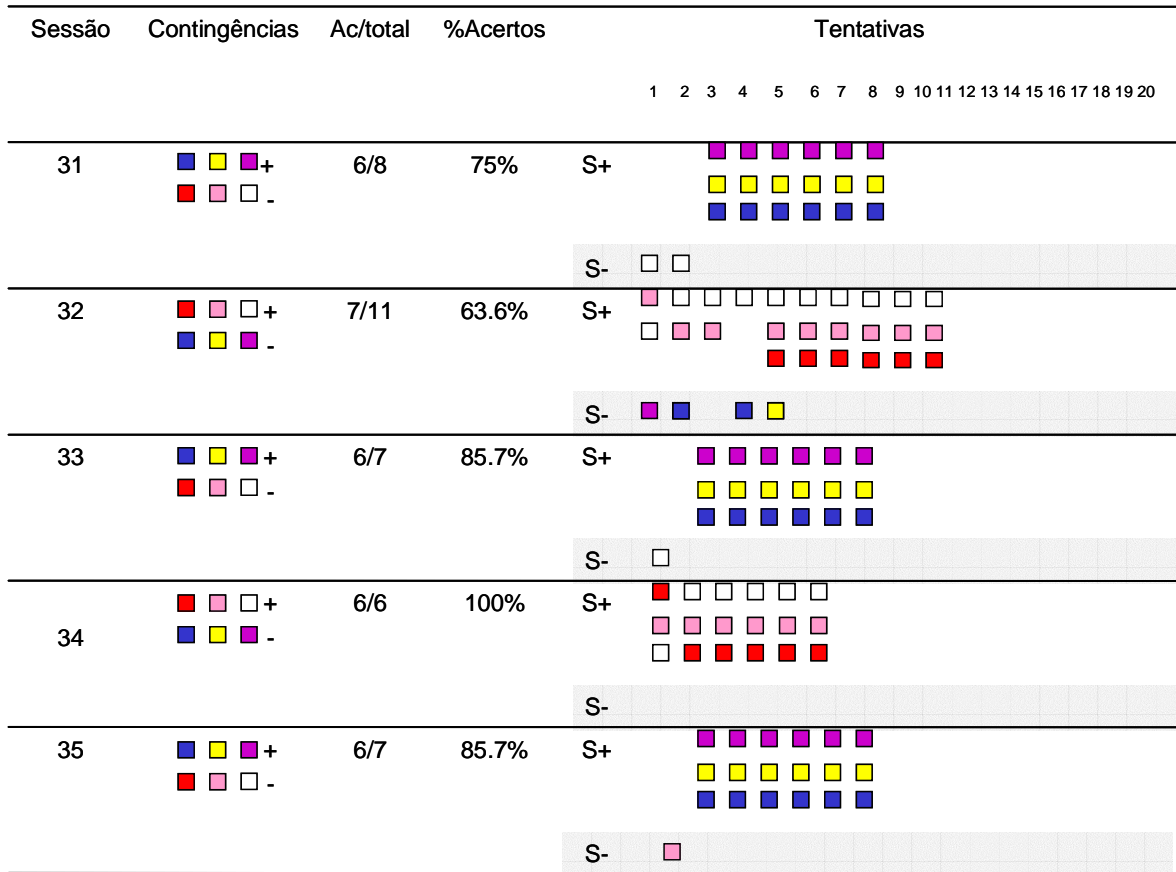 Sessão Contingências Ac/total %Acertos Tentativas
1 2 3 4 5 6 7 8 9 10 11 12 13 14 15 16 17 18 19 20
31 + 6/8 75% S+
-
S-
32 + 7/11 63.6% S+
-
S-
33 + 6/7 85.7% S+
-
S-
+ 6/6 100% S+
34 -
S-
35 + 6/7 85.7% S+
-
S-